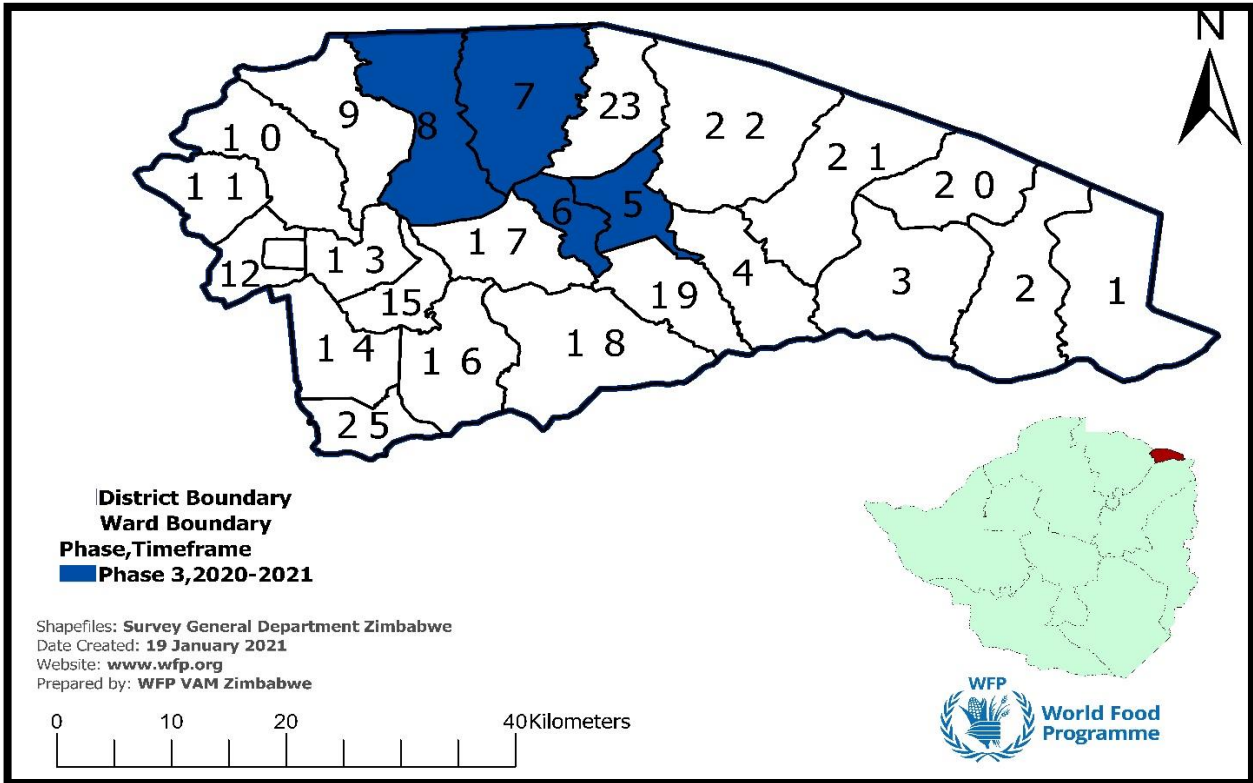 N
9
8
7
23
2 2
1 0
2 1
2 0
1 1
6
5
1 7
1 3
12
4
3
2
1
15
1 9
1 4
1 6
1 8
2 5
District Boundary
Ward Boundary
Phase,Timeframe
Phase 3,2020-2021
Shapefiles: Survey General Department Zimbabwe
Date Created: 19 January 2021
Website: www.wfp.org
Prepared by: WFP VAM Zimbabwe
0 10 20 40 Kilometers
WFP
World Food
Programme